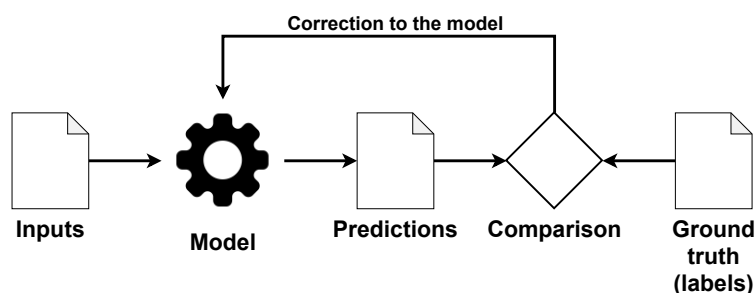 Correction to the model
Inputs
Model
Predictions
Comparison
Ground
truth
(labels)